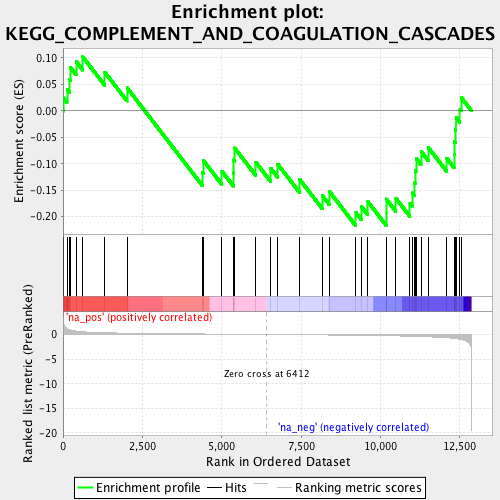 Enrichment plot:
KEGG_COMPLEMENT_AND_COAGULATION_CASCADES
Enrichment score (ES)
0.10
0.05
0.00
-0.05
-0.10
-0.15
-0.20
'na_pos' (positively correlated)
Ranked list metric (PreRanked)
0
-5
-10
-15
-20
Zero cross at 6412
'na_neg' (negatively correlated)
0
2,500
5,000
7,500
10,000
12,500
Rank in Ordered Dataset
Enrichment profile
Hits
Ranking metric scores